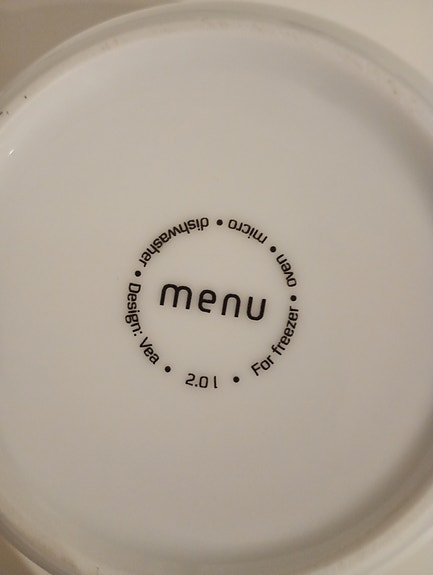 menu
For freezer • oven • micro • dishwasher • Design: Vea • 2.0 l •